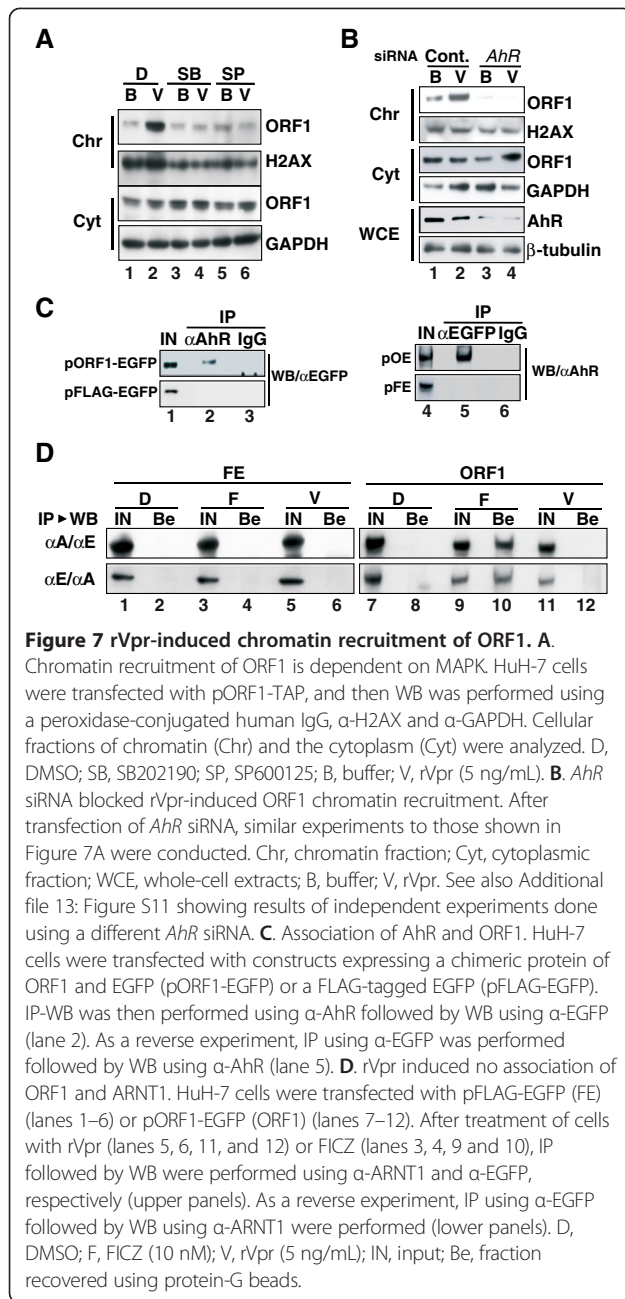 A
D SB SP
B V B V B V
Chr
ORF1
H2AX
Cyt
ORF1
GAPDH
1 2 3 4 5 6
B
siRNA Cont. AhR
B V B V
Chr
ORF1
H2AX
Cyt
ORF1
GAPDH
WCE
AhR
β-tubulin
1 2 3 4
C
IP
IN αAhR IgG
pORF1-EGFP
pFLAG-EGFP
WB/αEGFP
1 2 3
IP
IN αEGFP IgG
pOE
pFE
WB/αAhR
4 5 6
D
FE ORF1
D F V D F V
IP ▸ WB IN Be IN Be IN Be IN Be IN Be IN Be
αA/αE
αE/αA
1 2 3 4 5 6 7 8 9 10 11 12
Figure 7 rVpr-induced chromatin recruitment of ORF1. A.
Chromatin recruitment of ORF1 is dependent on MAPK. HuH-7 cells
were transfected with pORF1-TAP, and then WB was performed using
a peroxidase-conjugated human IgG, α-H2AX and α-GAPDH. Cellular
fractions of chromatin (Chr) and the cytoplasm (Cyt) were analyzed. D,
DMSO; SB, SB202190; SP, SP600125; B, buffer; V, rVpr (5 ng/mL). B. AhR
siRNA blocked rVpr-induced ORF1 chromatin recruitment. After
transfection of AhR siRNA, similar experiments to those shown in
Figure 7A were conducted. Chr, chromatin fraction; Cyt, cytoplasmic
fraction; WCE, whole-cell extracts; B, buffer; V, rVpr. See also Additional
file 13: Figure S11 showing results of independent experiments done
using a different AhR siRNA. C. Association of AhR and ORF1. HuH-7
cells were transfected with constructs expressing a chimeric protein of
ORF1 and EGFP (pORF1-EGFP) or a FLAG-tagged EGFP (pFLAG-EGFP).
IP-WB was then performed using α-AhR followed by WB using α-EGFP
(lane 2). As a reverse experiment, IP using α-EGFP was performed
followed by WB using α-AhR (lane 5). D. rVpr induced no association of
ORF1 and ARNT1. HuH-7 cells were transfected with pFLAG-EGFP (FE)
(lanes 1–6) or pORF1-EGFP (ORF1) (lanes 7–12). After treatment of cells
with rVpr (lanes 5, 6, 11, and 12) or FICZ (lanes 3, 4, 9 and 10), IP
followed by WB were performed using α-ARNT1 and α-EGFP,
respectively (upper panels). As a reverse experiment, IP using α-EGFP
followed by WB using α-ARNT1 were performed (lower panels). D,
DMSO; F, FICZ (10 nM); V, rVpr (5 ng/mL); IN, input; Be, fraction
recovered using protein-G beads.